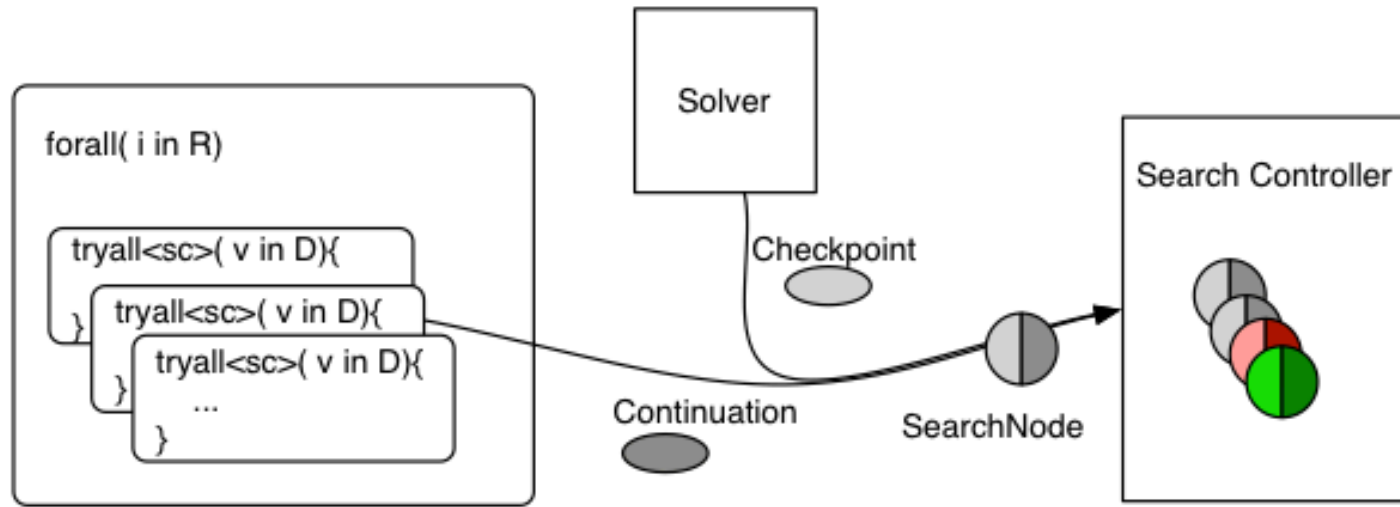 Solver
forall( i in R)
Search Controller
tryall<sc>( v in D){
}
tryall<sc>( v in D){
}
tryall<sc>( v in D){
...
}
Checkpoint
Continuation
SearchNode